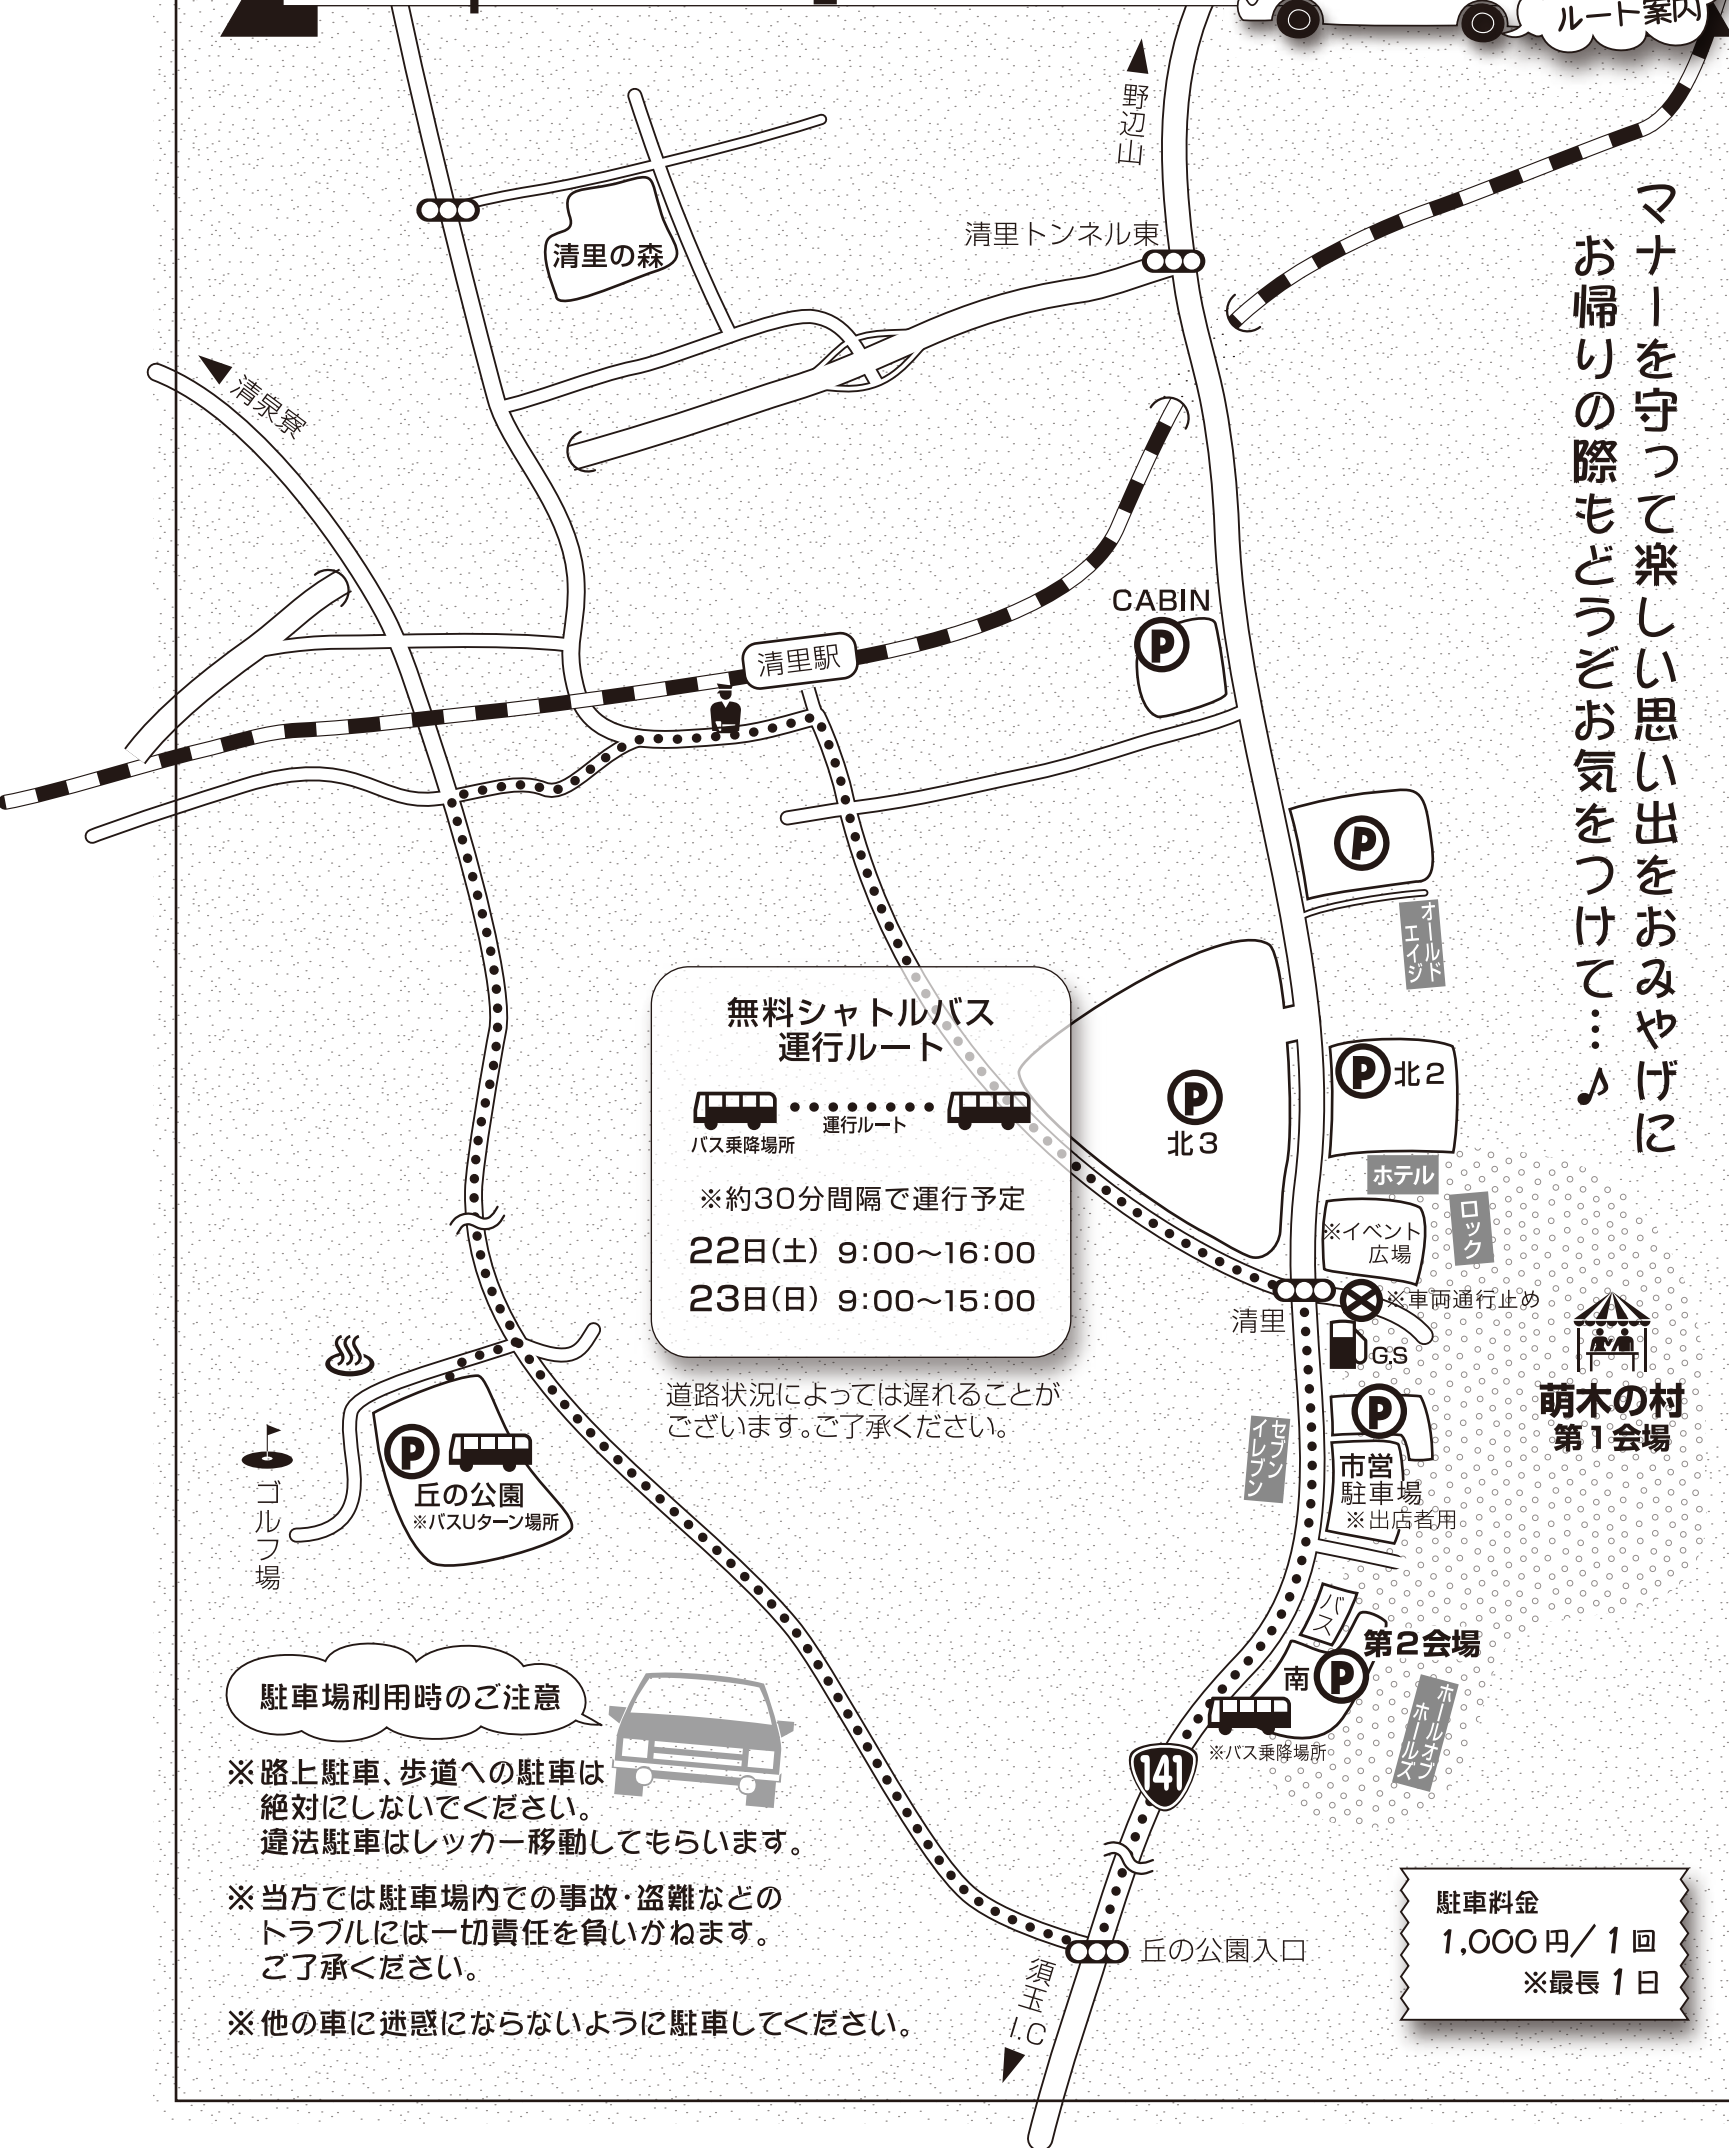 ルート案内
野辺山
清里トンネル東
清里の森
清泉寮
マナーを守って楽しい思い出をおみやげに
お帰りの際もどうぞお気をつけて…♪
CABIN
P
清里駅
P
オールド
エイジ
無料シャトルバス
運行ルート
バス乗降場所
運行ルート
※約30分間隔で運行予定
22日(土) 9:00〜16:00
23日(日) 9:00〜15:00
道路状況によっては遅れることが
ございます。ご了承ください。
P
北3
P 北2
ホテル
ロック
※イベント
広場
※車両通行止め
清里
G.S
萌木の村
第1会場
P
セブン
イレブン
市営
駐車場
※出店者用
バス
第2会場
南 P
※バス乗降場所
ホールオブ
ホールズ
141
P
丘の公園
※バスUターン場所
ゴルフ場
駐車場利用時のご注意
※路上駐車、歩道への駐車は
絶対にしないでください。
違法駐車はレッカー移動してもらいます。
※当方では駐車場内での事故・盗難などの
トラブルには一切責任を負いかねます。
ご了承ください。
※他の車に迷惑にならないように駐車してください。
丘の公園入口
須玉I.C
駐車料金
1,000円/1回
※最長1日